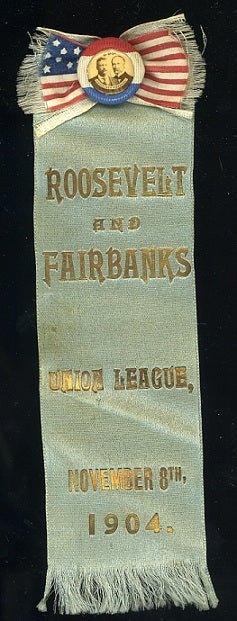 ROOSEVELT
AND
FAIRBANKS
UNION LEAGUE,
NOVEMBER 8TH,
1904.